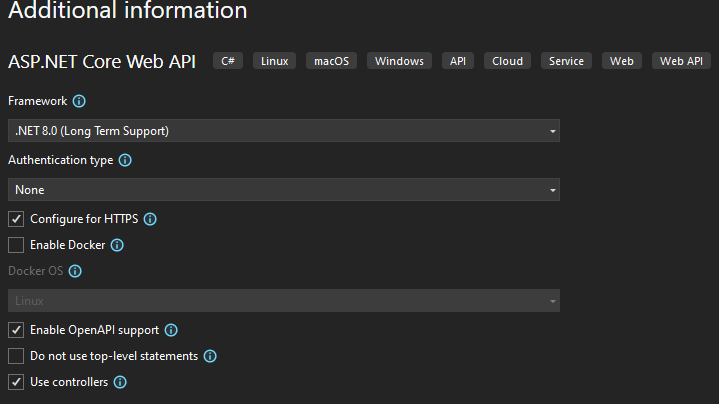 Additional information
ASP.NET Core Web API C# Linux macOS Windows API Cloud Service Web Web API
Framework
.NET 8.0 (Long Term Support)
Authentication type
None
Configure for HTTPS
Enable Docker
Docker OS
Linux
Enable OpenAPI support
Do not use top-level statements
Use controllers